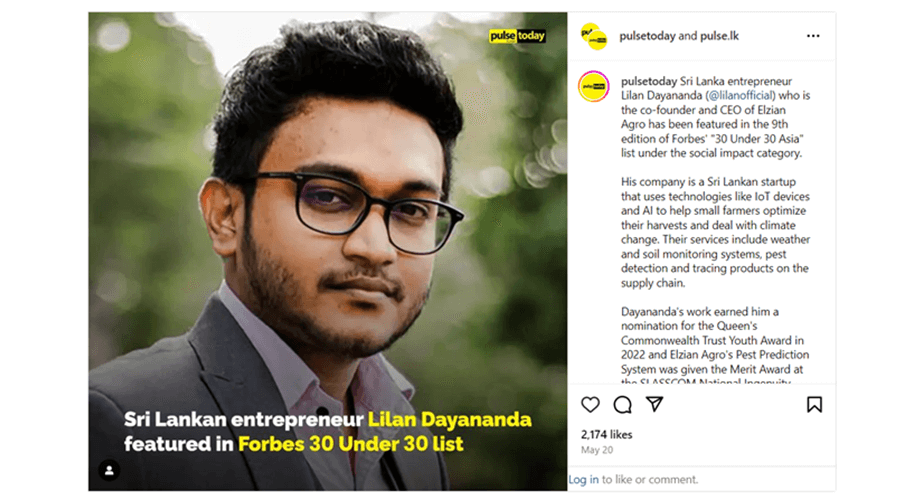 pulse today
Sri Lankan entrepreneur Lilan Dayananda
featured in Forbes 30 Under 30 list
pulsetoday and pulse.lk
pulsetoday Sri Lanka entrepreneur
Lilan Dayananda (@lilanofficial) who is
the co-founder and CEO of Elzian
Agro has been featured in the 9th
edition of Forbes' "30 Under 30 Asia"
list under the social impact category.
His company is a Sri Lankan startup
that uses technologies like IoT devices
and AI to help small farmers optimize
their harvests and deal with climate
change. Their services include weather
and soil monitoring systems, pest
detection and tracing products on the
supply chain.
Dayananda's work earned him a
nomination for the Queen's
Commonwealth Trust Youth Award in
2022 and Elzian Agro's Pest Prediction
System was given the Merit Award at
the SLASSCOM National Ingenuity
2,174 likes
May 20
Log in to like or comment.